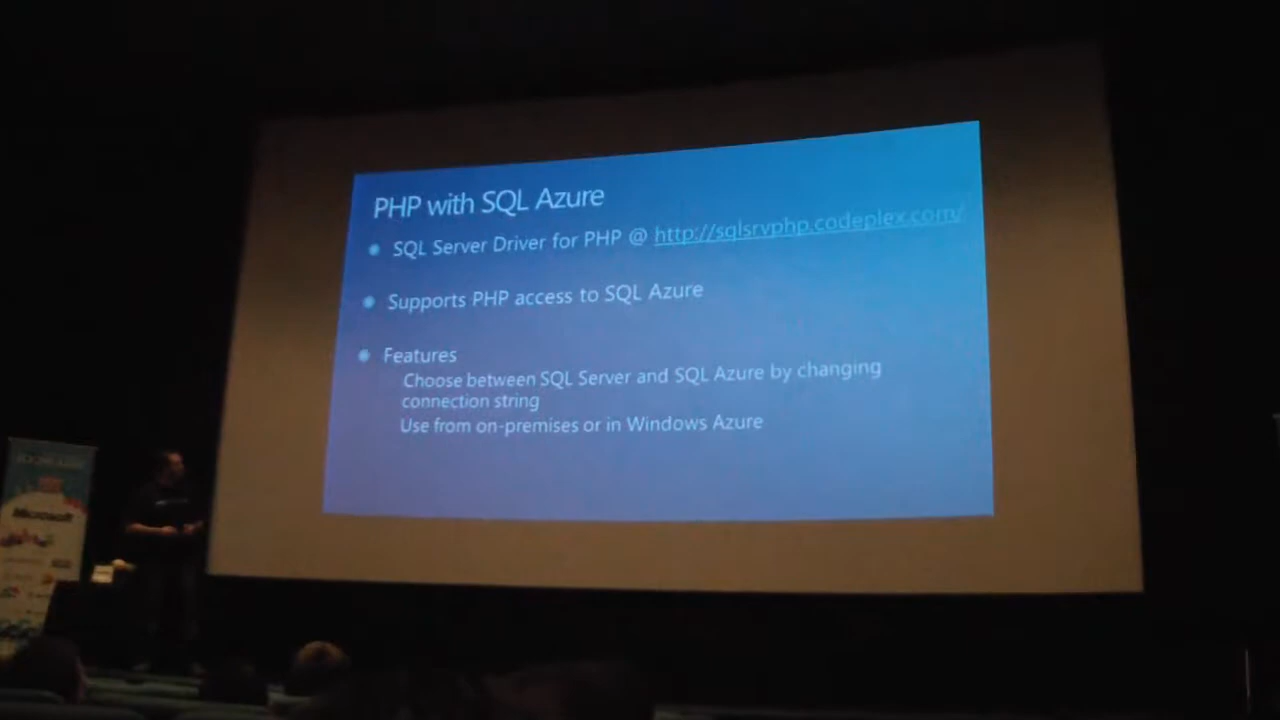 PHP with SQL Azure
SQL Server Driver for PHP @ http://sqlsrvphp.codeplex.com/
Supports PHP access to SQL Azure
Features
Choose between SQL Server and SQL Azure by changing
connection string
Use from on-premises or in Windows Azure
Microsoft